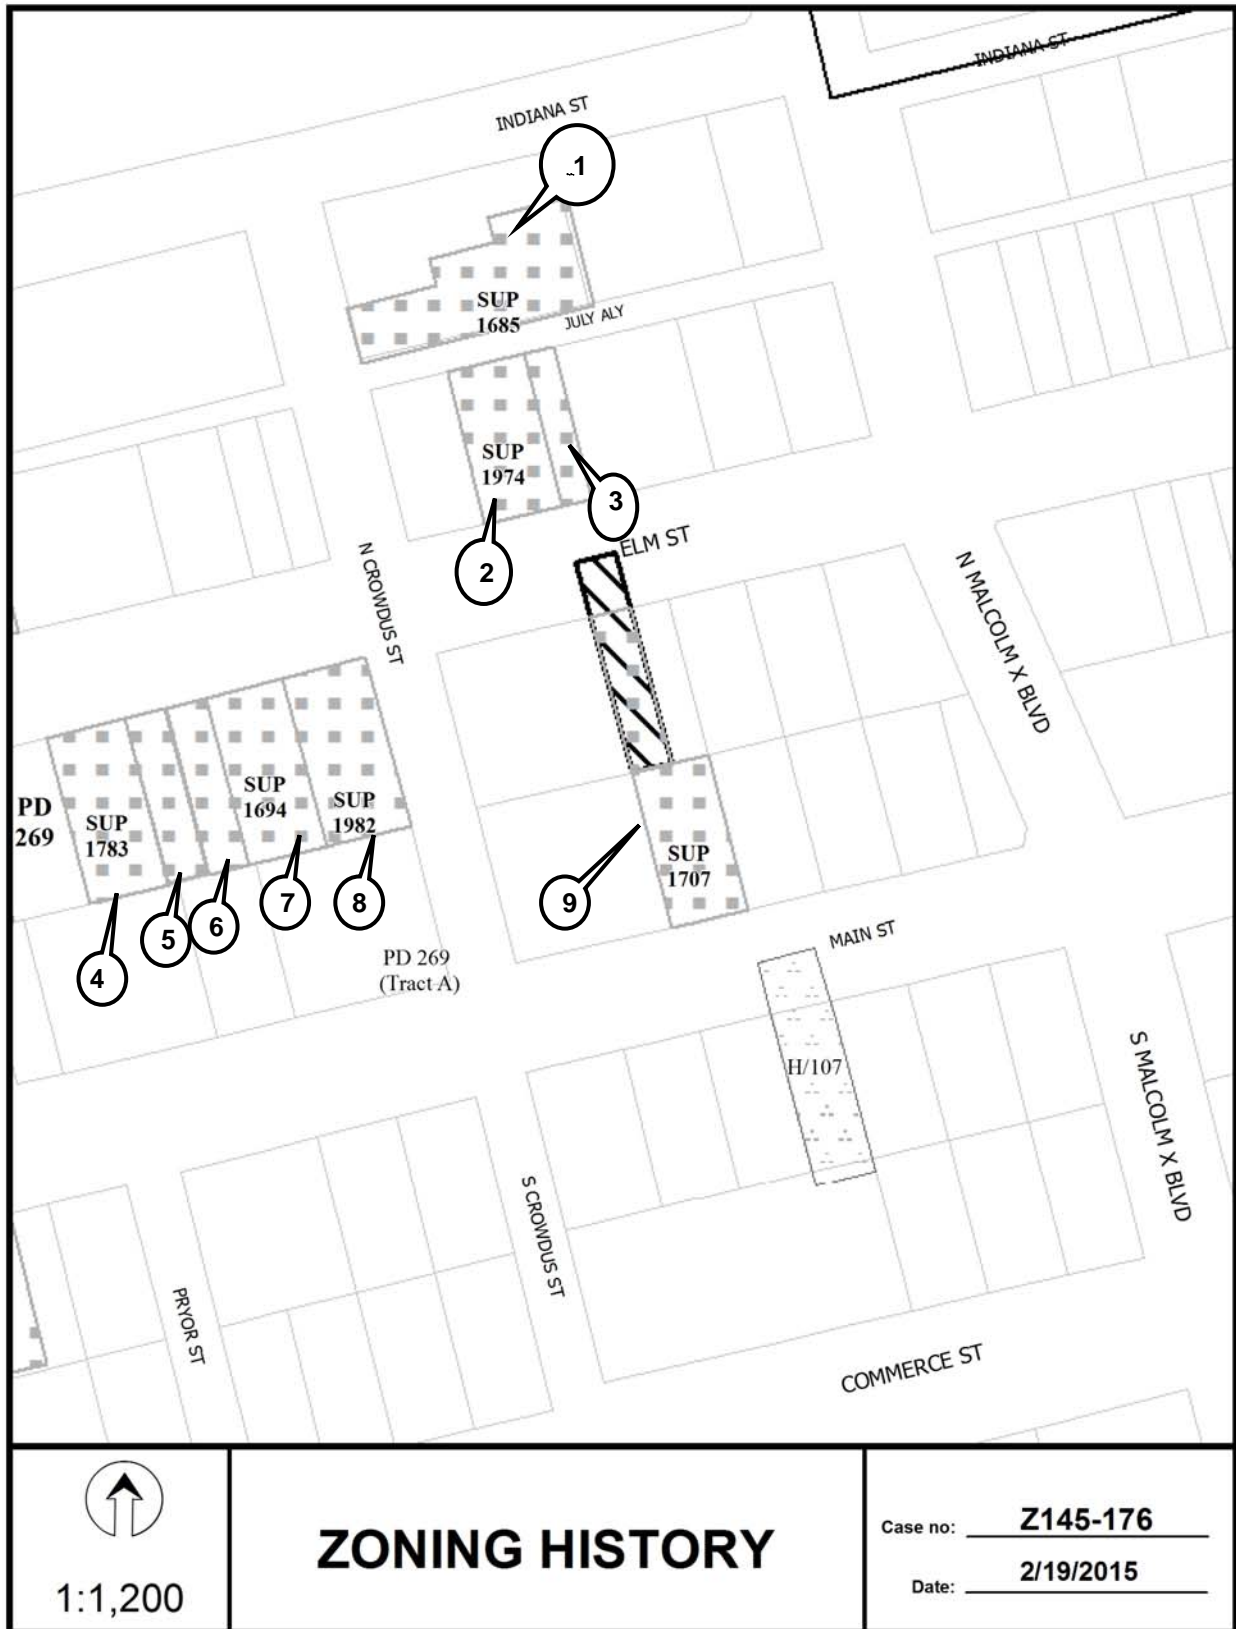 INDIANA ST
INDIANA ST
1
SUP
1685
JULY ALY
SUP
1974
3
2
ELM ST
N CROWDUS ST
N MALCOLM X BLVD
PD
269
SUP
1783
SUP
1694
SUP
1982
SUP
1707
4
5
6
7
8
9
PD 269
(Tract A)
MAIN ST
H/107
S MALCOLM X BLVD
S CROWDUS ST
PRYOR ST
COMMERCE ST
1:1,200
ZONING HISTORY
Case no: Z145-176
Date: 2/19/2015